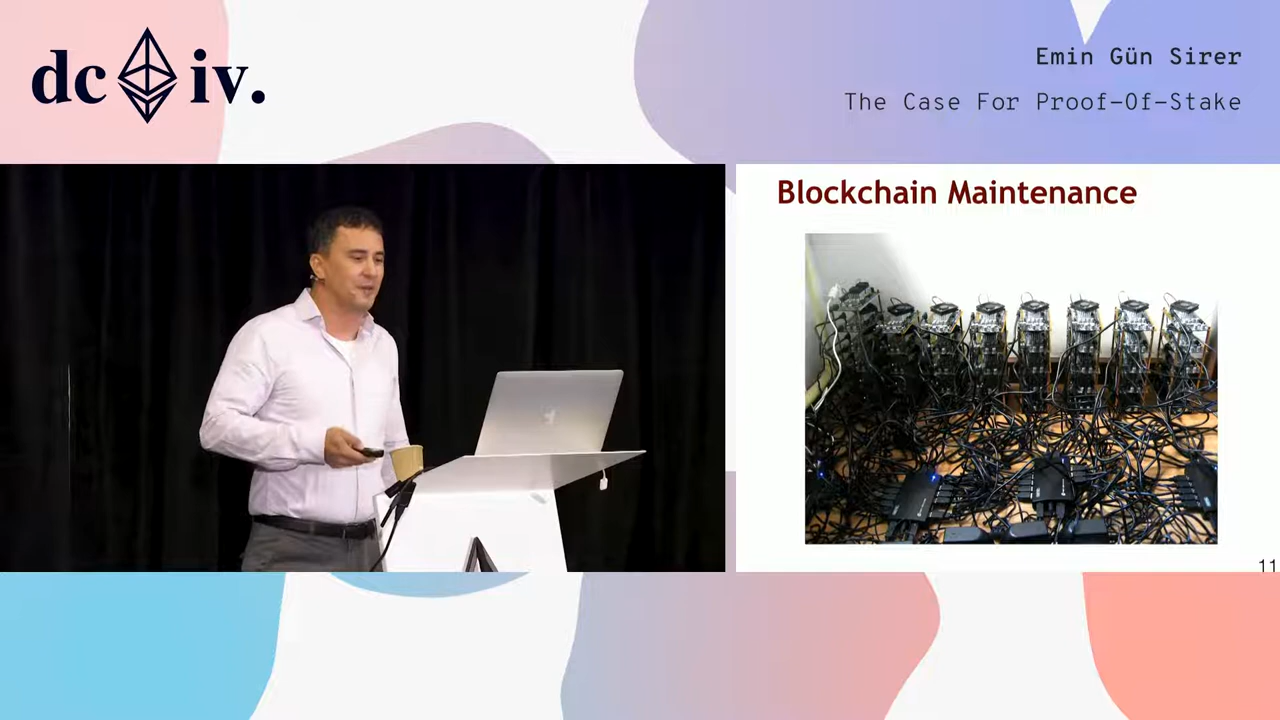 dc iv.
Emin Gün Sirer
The Case For Proof-Of-Stake
Blockchain Maintenance
11